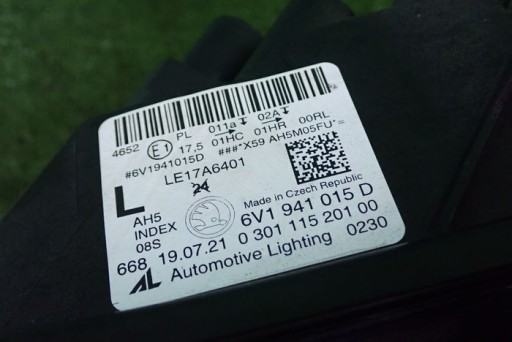 4652 E1 PL 011a 02A 00RL
17,5 01HC 01HR
#6V1941015D ###*X59 AH5M05FU*=
LE17A6401
24
L AH5 Made in Czech Republic
INDEX 6V1 941 015 D
08S
668 19.07.21 0 301 115 201 00
AL Automotive Lighting 0230